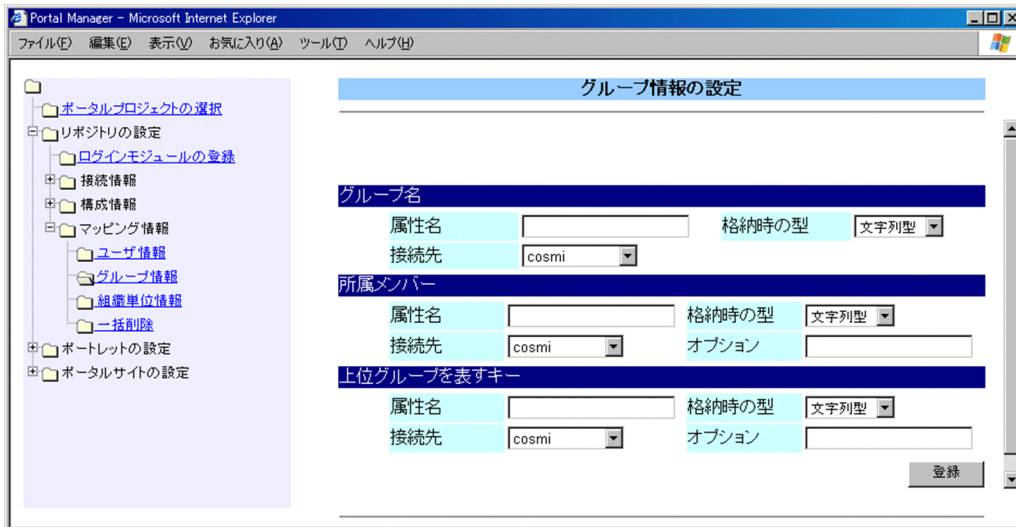 Portal Manager - Microsoft Internet Explorer
ファイル(F) 編集(E) 表示(V) お気に入り(A) ツール(T) ヘルプ(H)
ポータルプロジェクトの選択
リポジトリの設定
ログインモジュールの登録
接続情報
構成情報
マッピング情報
ユーザ情報
グループ情報
組織単位情報
一括削除
ポートレットの設定
ポータルサイトの設定
グループ情報の設定
グループ名
属性名 格納時の型 文字列型
接続先 cosmi
所属メンバー
属性名 格納時の型 文字列型
接続先 cosmi オプション
上位グループを表すキー
属性名 格納時の型 文字列型
接続先 cosmi オプション
登録